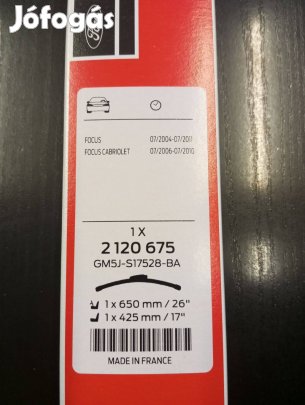 Jófogás
Ford
FOCUS 07/2004-07/2011
FOCUS CABRIOLET 07/2006-07/2010
1 X
2 120 675
GM5J-S17528-BA
1 x 650 mm / 26"
1 x 425 mm / 17"
MADE IN FRANCE